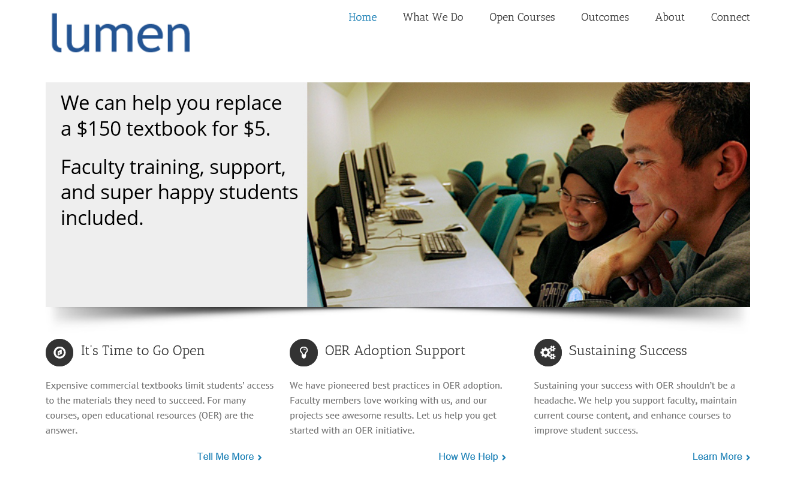 lumen
Home What We Do Open Courses Outcomes About Connect
We can help you replace
a $150 textbook for $5.
Faculty training, support,
and super happy students
included.
It's Time to Go Open
Expensive commercial textbooks limit students' access
to the materials they need to succeed. For many
courses, open educational resources (OER) are the
answer.
Tell Me More ›
OER Adoption Support
We have pioneered best practices in OER adoption.
Faculty members love working with us, and our
projects see awesome results. Let us help you get
started with an OER initiative.
How We Help ›
Sustaining Success
Sustaining your success with OER shouldn't be a
headache. We help you support faculty, maintain
current course content, and enhance courses to
improve student success.
Learn More ›